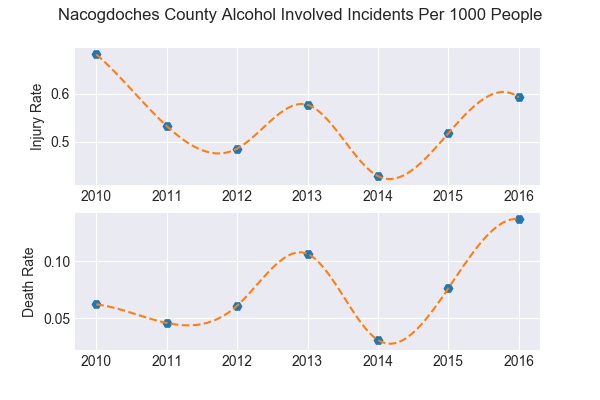 Nacogdoches County Alcohol Involved Incidents Per 1000 People
Injury Rate
0.6
0.5
2010 2011 2012 2013 2014 2015 2016
Death Rate
0.10
0.05
2010 2011 2012 2013 2014 2015 2016